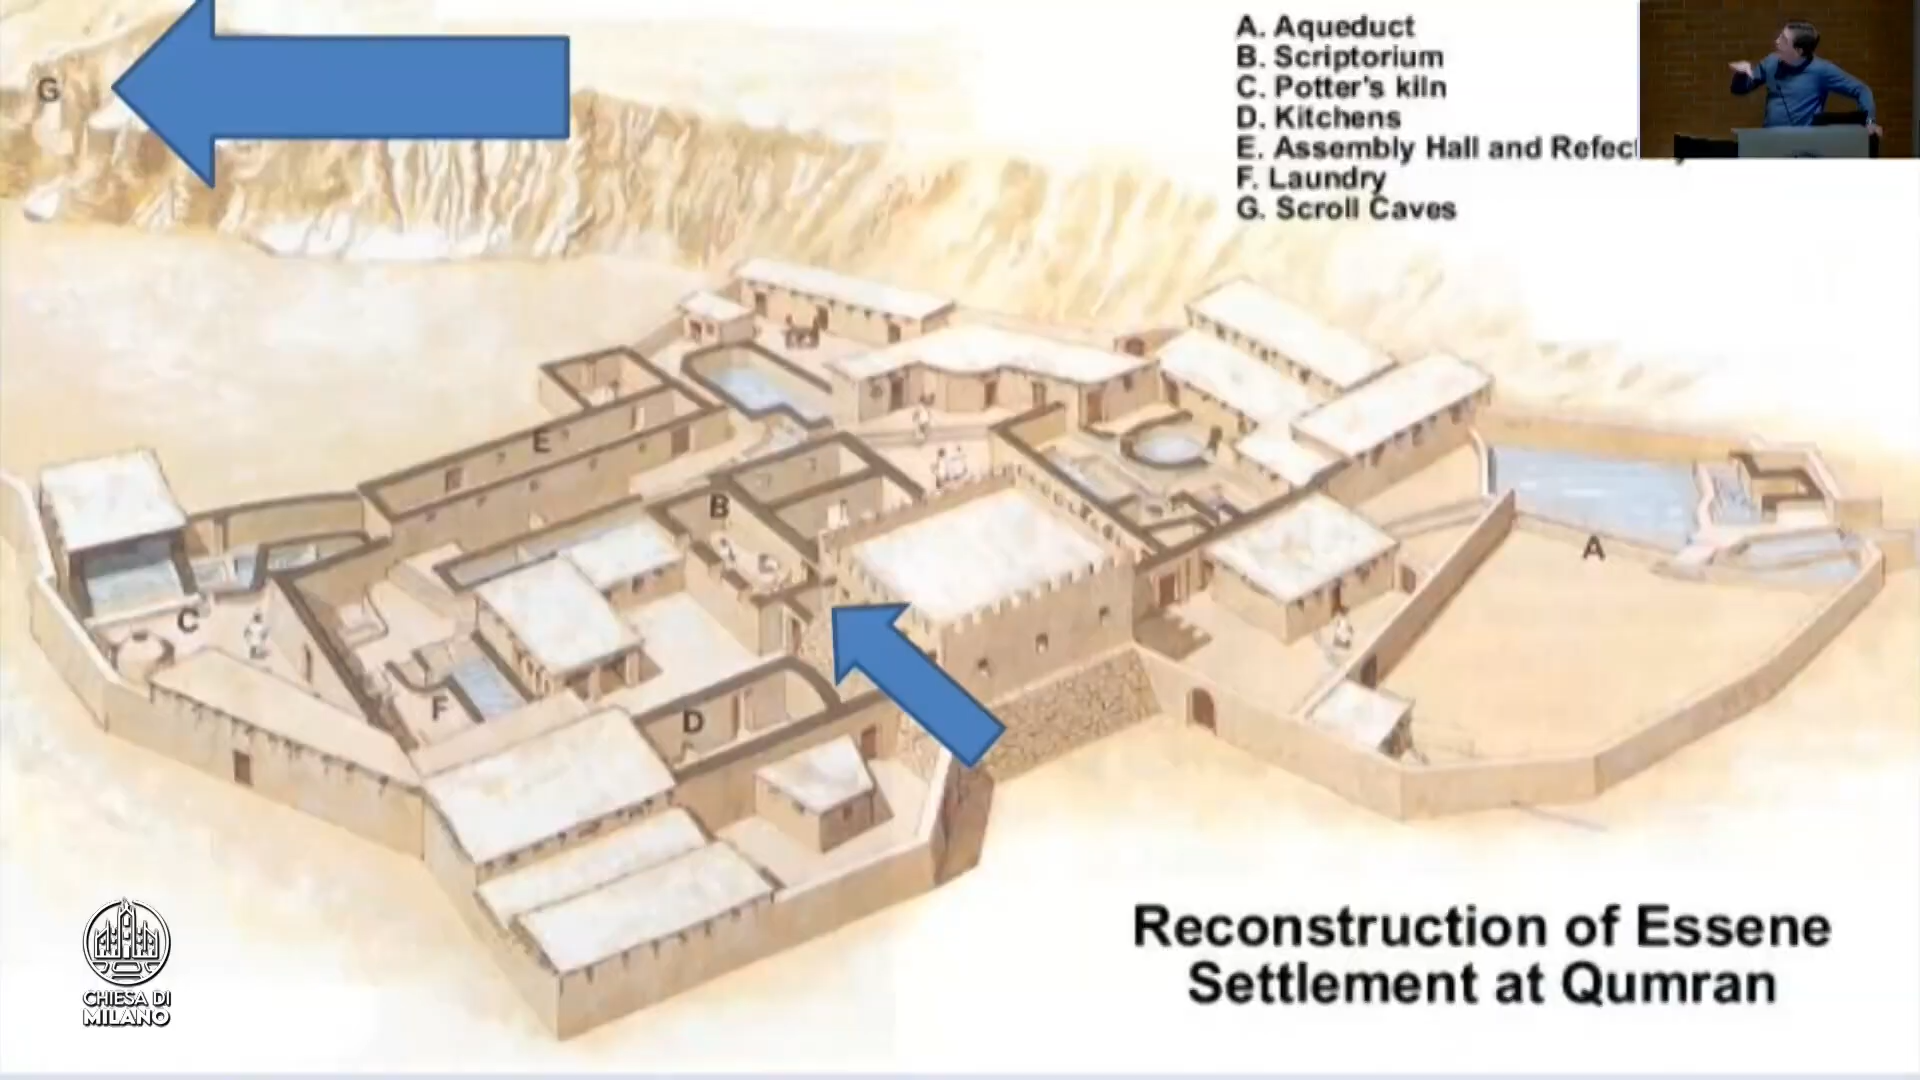 A. Aqueduct
B. Scriptorium
C. Potter's kiln
D. Kitchens
E. Assembly Hall and
F. Laundry
G. Scroll Caves
G
E
B
A
C
F
D
Reconstruction of Essene
Settlement at Qumran
CHIESA DI
MILANO